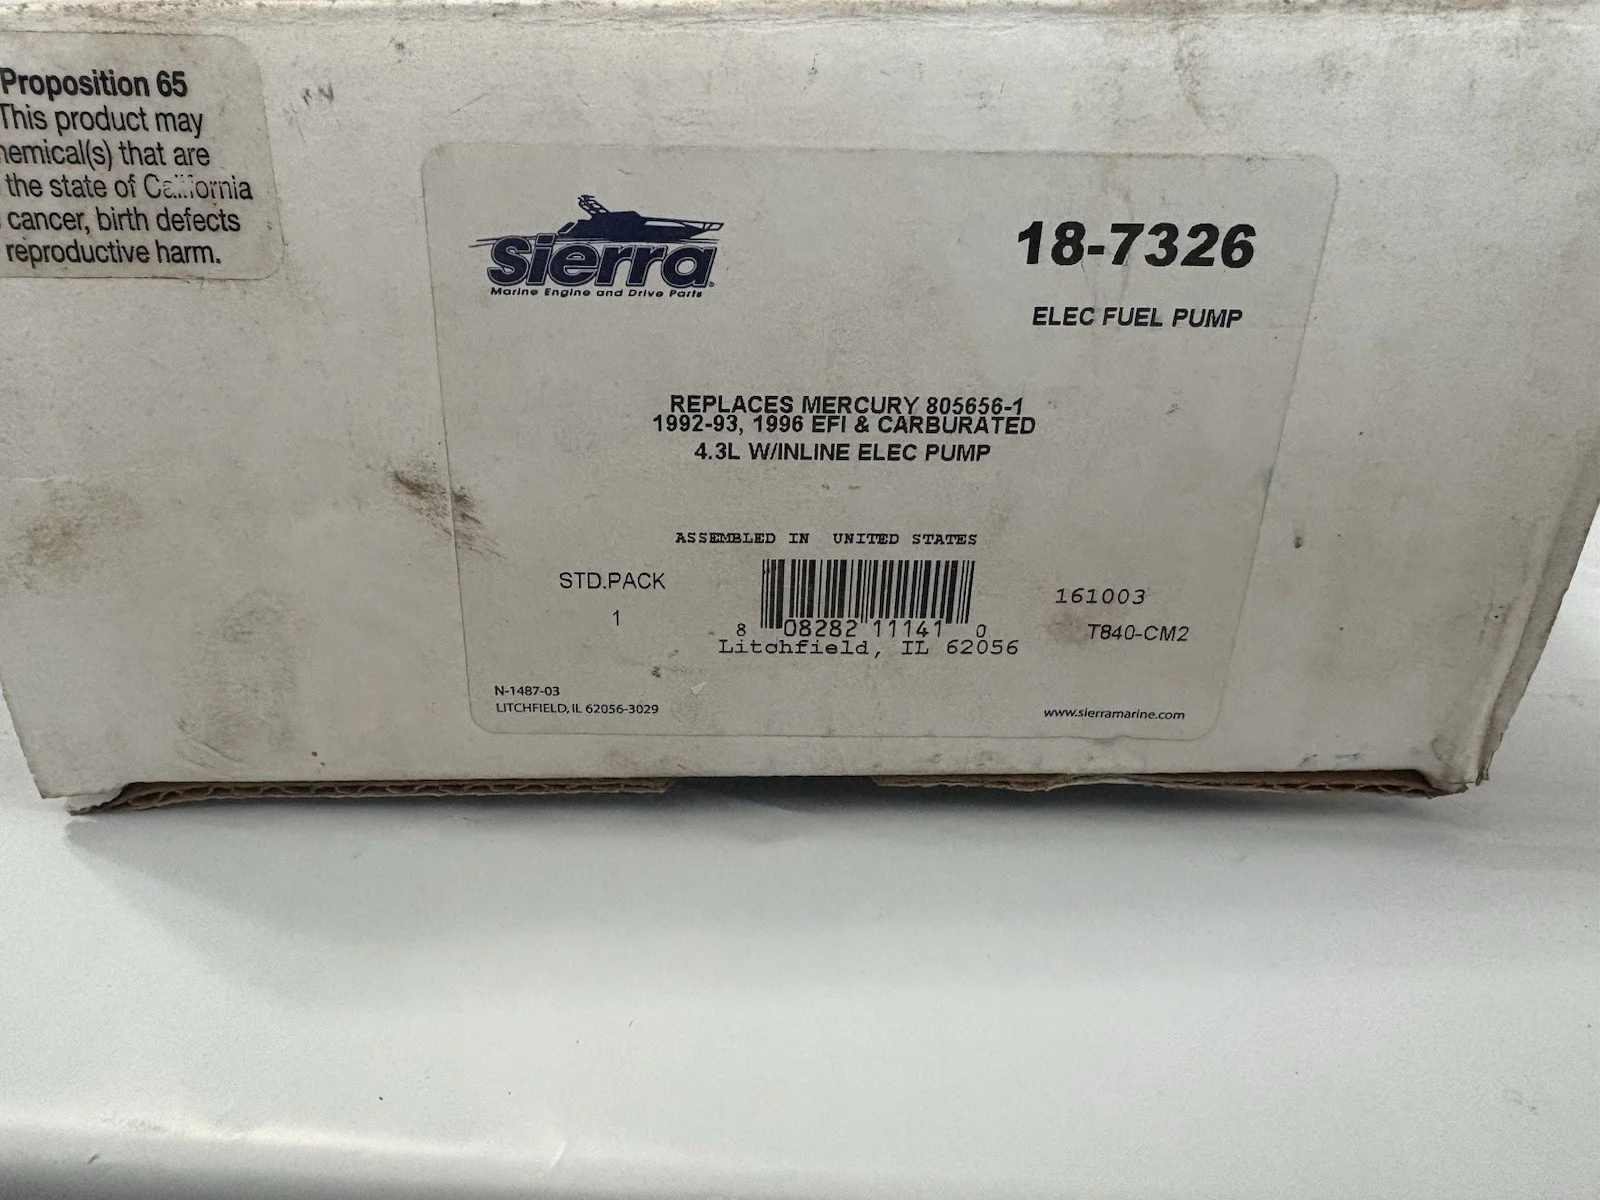 Proposition 65
This product may
hemical(s) that are
the state of California
cancer, birth defects
reproductive harm.
Sierra
Marine Engine and Drive Parts
18-7326
ELEC FUEL PUMP
REPLACES MERCURY 805656-1
1992-93, 1996 EFI & CARBURATED
4.3L W/INLINE ELEC PUMP
ASSEMBLED IN UNITED STATES
STD.PACK
1
8 08282 11141 0
Litchfield, IL 62056
161003
T840-CM2
N-1487-03
LITCHFIELD, IL 62056-3029
www.sierramarine.com